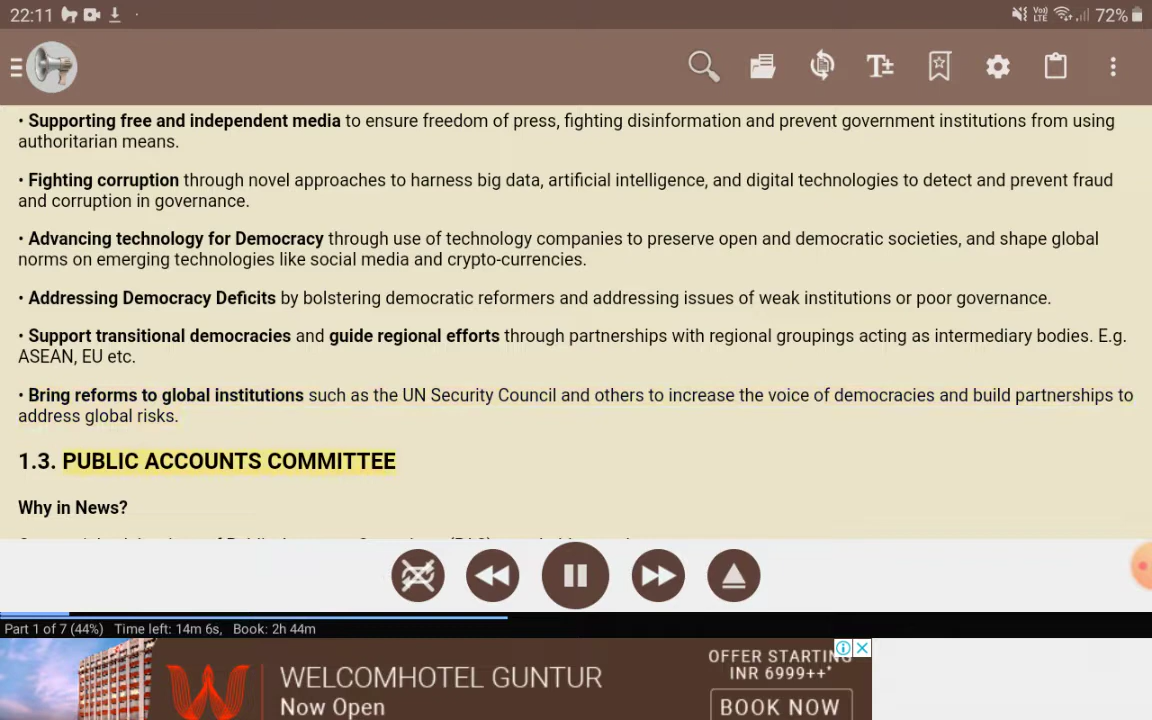 22:11
Vo)) LTE 72%
• Supporting free and independent media to ensure freedom of press, fighting disinformation and prevent government institutions from using
authoritarian means.
• Fighting corruption through novel approaches to harness big data, artificial intelligence, and digital technologies to detect and prevent fraud
and corruption in governance.
• Advancing technology for Democracy through use of technology companies to preserve open and democratic societies, and shape global
norms on emerging technologies like social media and crypto-currencies.
• Addressing Democracy Deficits by bolstering democratic reformers and addressing issues of weak institutions or poor governance.
• Support transitional democracies and guide regional efforts through partnerships with regional groupings acting as intermediary bodies. E.g.
ASEAN, EU etc.
• Bring reforms to global institutions such as the UN Security Council and others to increase the voice of democracies and build partnerships to
address global risks.
1.3. PUBLIC ACCOUNTS COMMITTEE
Why in News?
Part 1 of 7 (44%) Time left: 14m 6s, Book: 2h 44m
WELCOMHOTEL GUNTUR
Now Open
OFFER STARTING
INR 6999++*
BOOK NOW